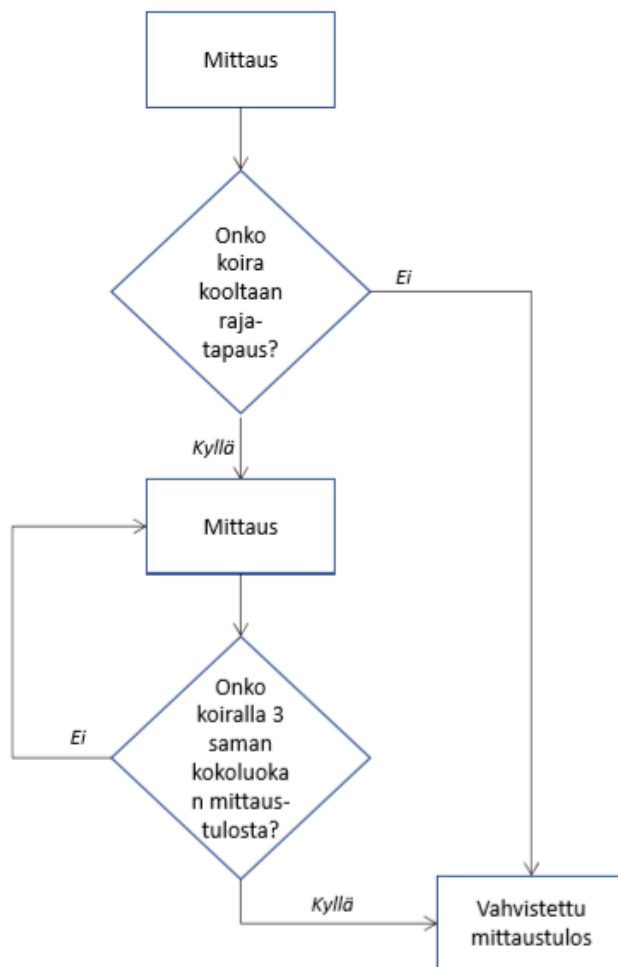 Mittaus
Onko
koira
kooltaan
raja-
tapaus?
Ei
Kyllä
Mittaus
Onko
koiralla 3
saman
kokoluoka
n mittaus-
tulosta?
Ei
Kyllä
Vahvistettu
mittaustulos